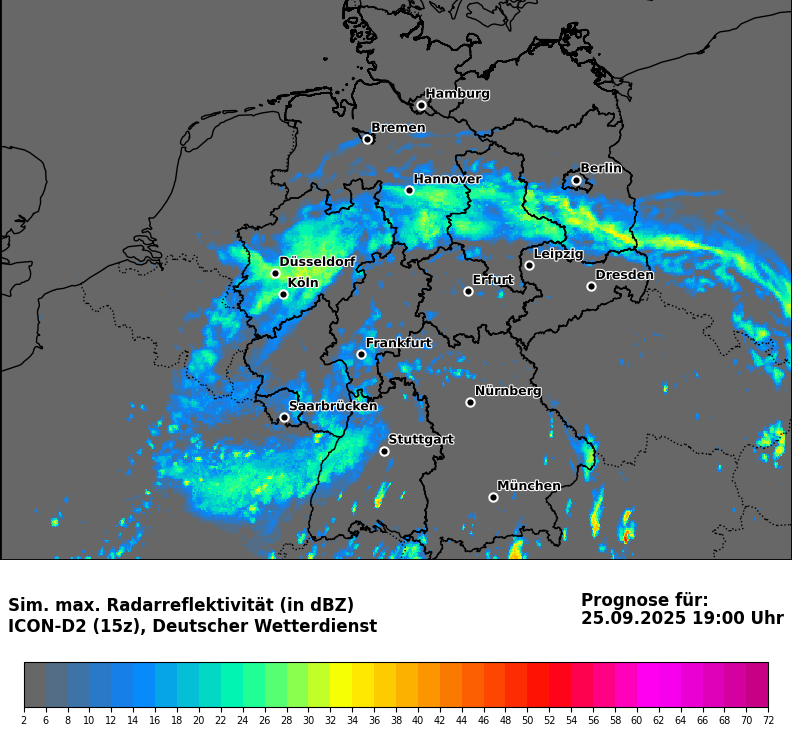 Hamburg
Bremen
Berlin
Hannover
Leipzig
Düsseldorf
Dresden
Erfurt
Köln
Frankfurt
Nürnberg
Saarbrücken
Stuttgart
München
Sim. max. Radarreflektivität (in dBZ)
ICON-D2 (15z), Deutscher Wetterdienst
Prognose für:
25.09.2025 19:00 Uhr
2 6 8 10 12 14 16 18 20 22 24 26 28 30 32 34 36 38 40 42 44 46 48 50 52 54 56 58 60 62 64 66 68 70 72